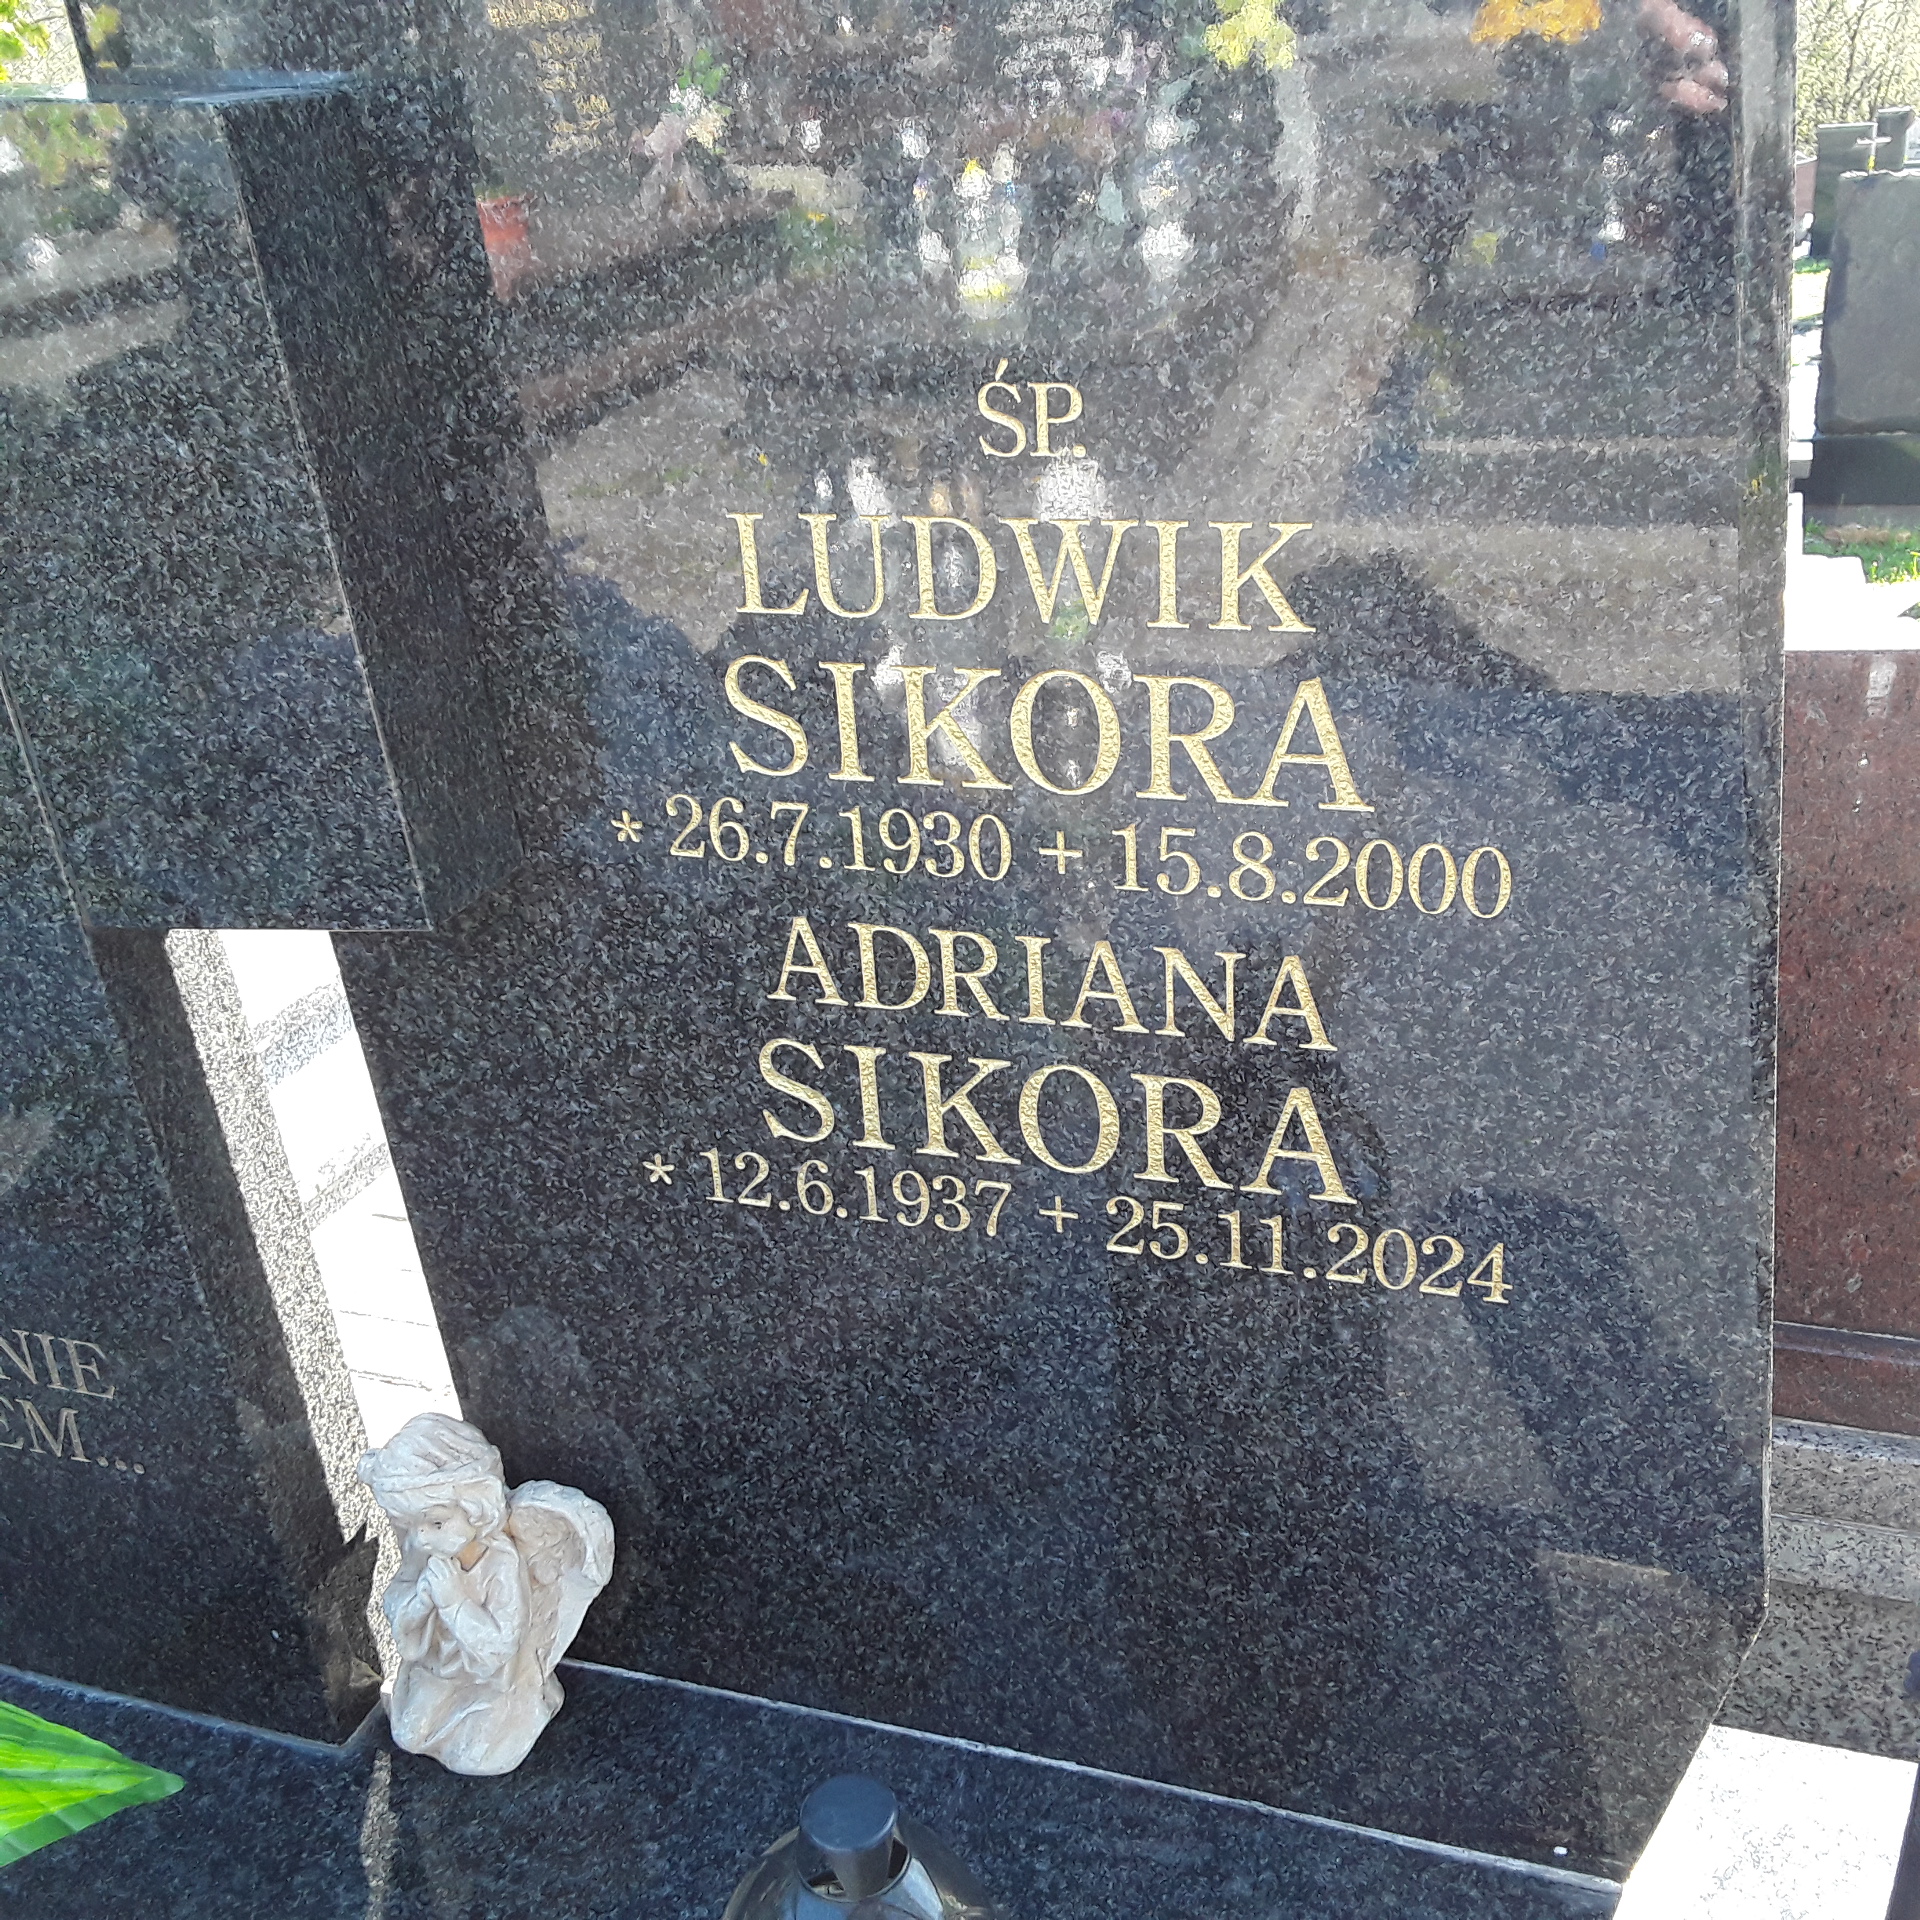 ŚP.
LUDWIK
SIKORA
* 26.7.1930 + 15.8.2000
ADRIANA
SIKORA
* 12.6.1937 + 25.11.2024